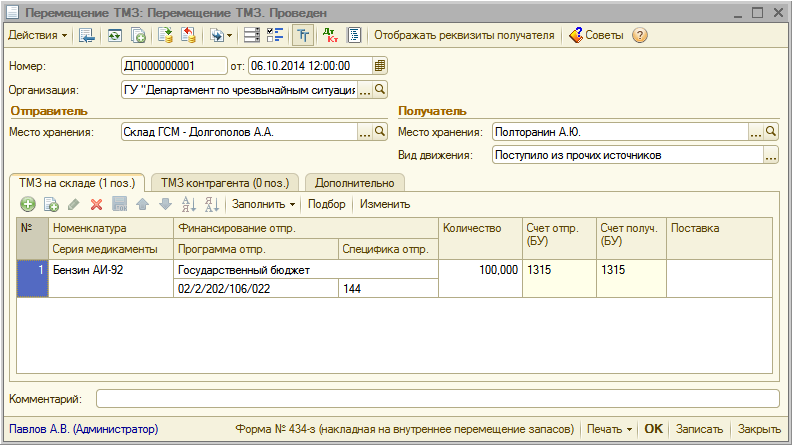 Перемещение ТМЗ: Перемещение ТМЗ. Проведен
Действия Дт Кт Отображать реквизиты получателя Советы
Номер: ДП000000001 от: 06.10.2014 12:00:00
Организация: ГУ "Департамент по чрезвычайным ситуация ...
Отправитель Получатель
Место хранения: Склад ГСМ - Долгополов А.А. ... Место хранения: Полторанин А.Ю. ...
Вид движения: Поступило из прочих источников ...
ТМЗ на складе (1 поз.) ТМЗ контрагента (0 поз.) Дополнительно
Заполнить Подбор Изменить
№ Номенклатура Финансирование отпр. Количество Счет отпр. (БУ) Счет получ. (БУ) Поставка
Серия медикаменты Программа отпр. Специфика отпр.
1 Бензин АИ-92 Государственный бюджет 100,000 1315 1315
02/2/202/106/022 144
Комментарий:
Павлов А.В. (Администратор) Форма № 434-з (накладная на внутреннее перемещение запасов) Печать OK Записать Закрыть